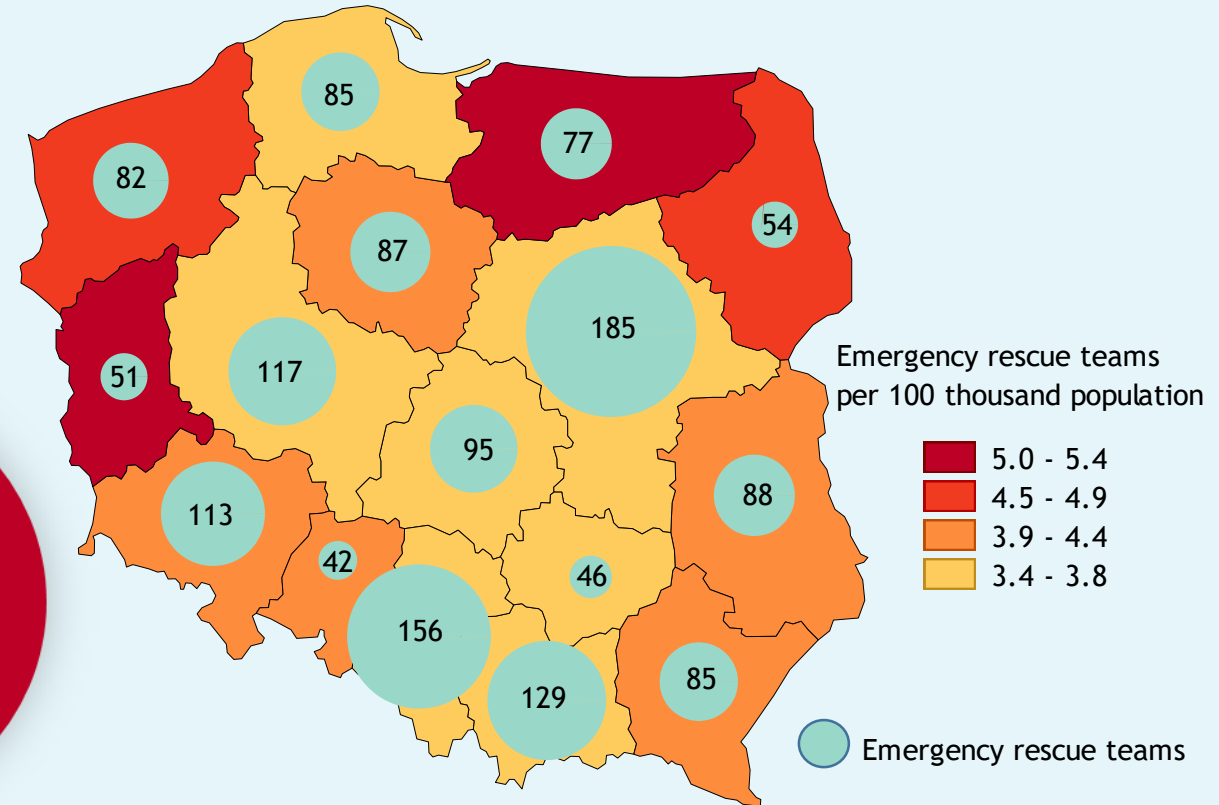 85
77
82
54
87
185
117
51
95
88
113
42
46
156
129
85
Emergency rescue teams
per 100 thousand population
5.0 - 5.4
4.5 - 4.9
3.9 - 4.4
3.4 - 3.8
Emergency rescue teams